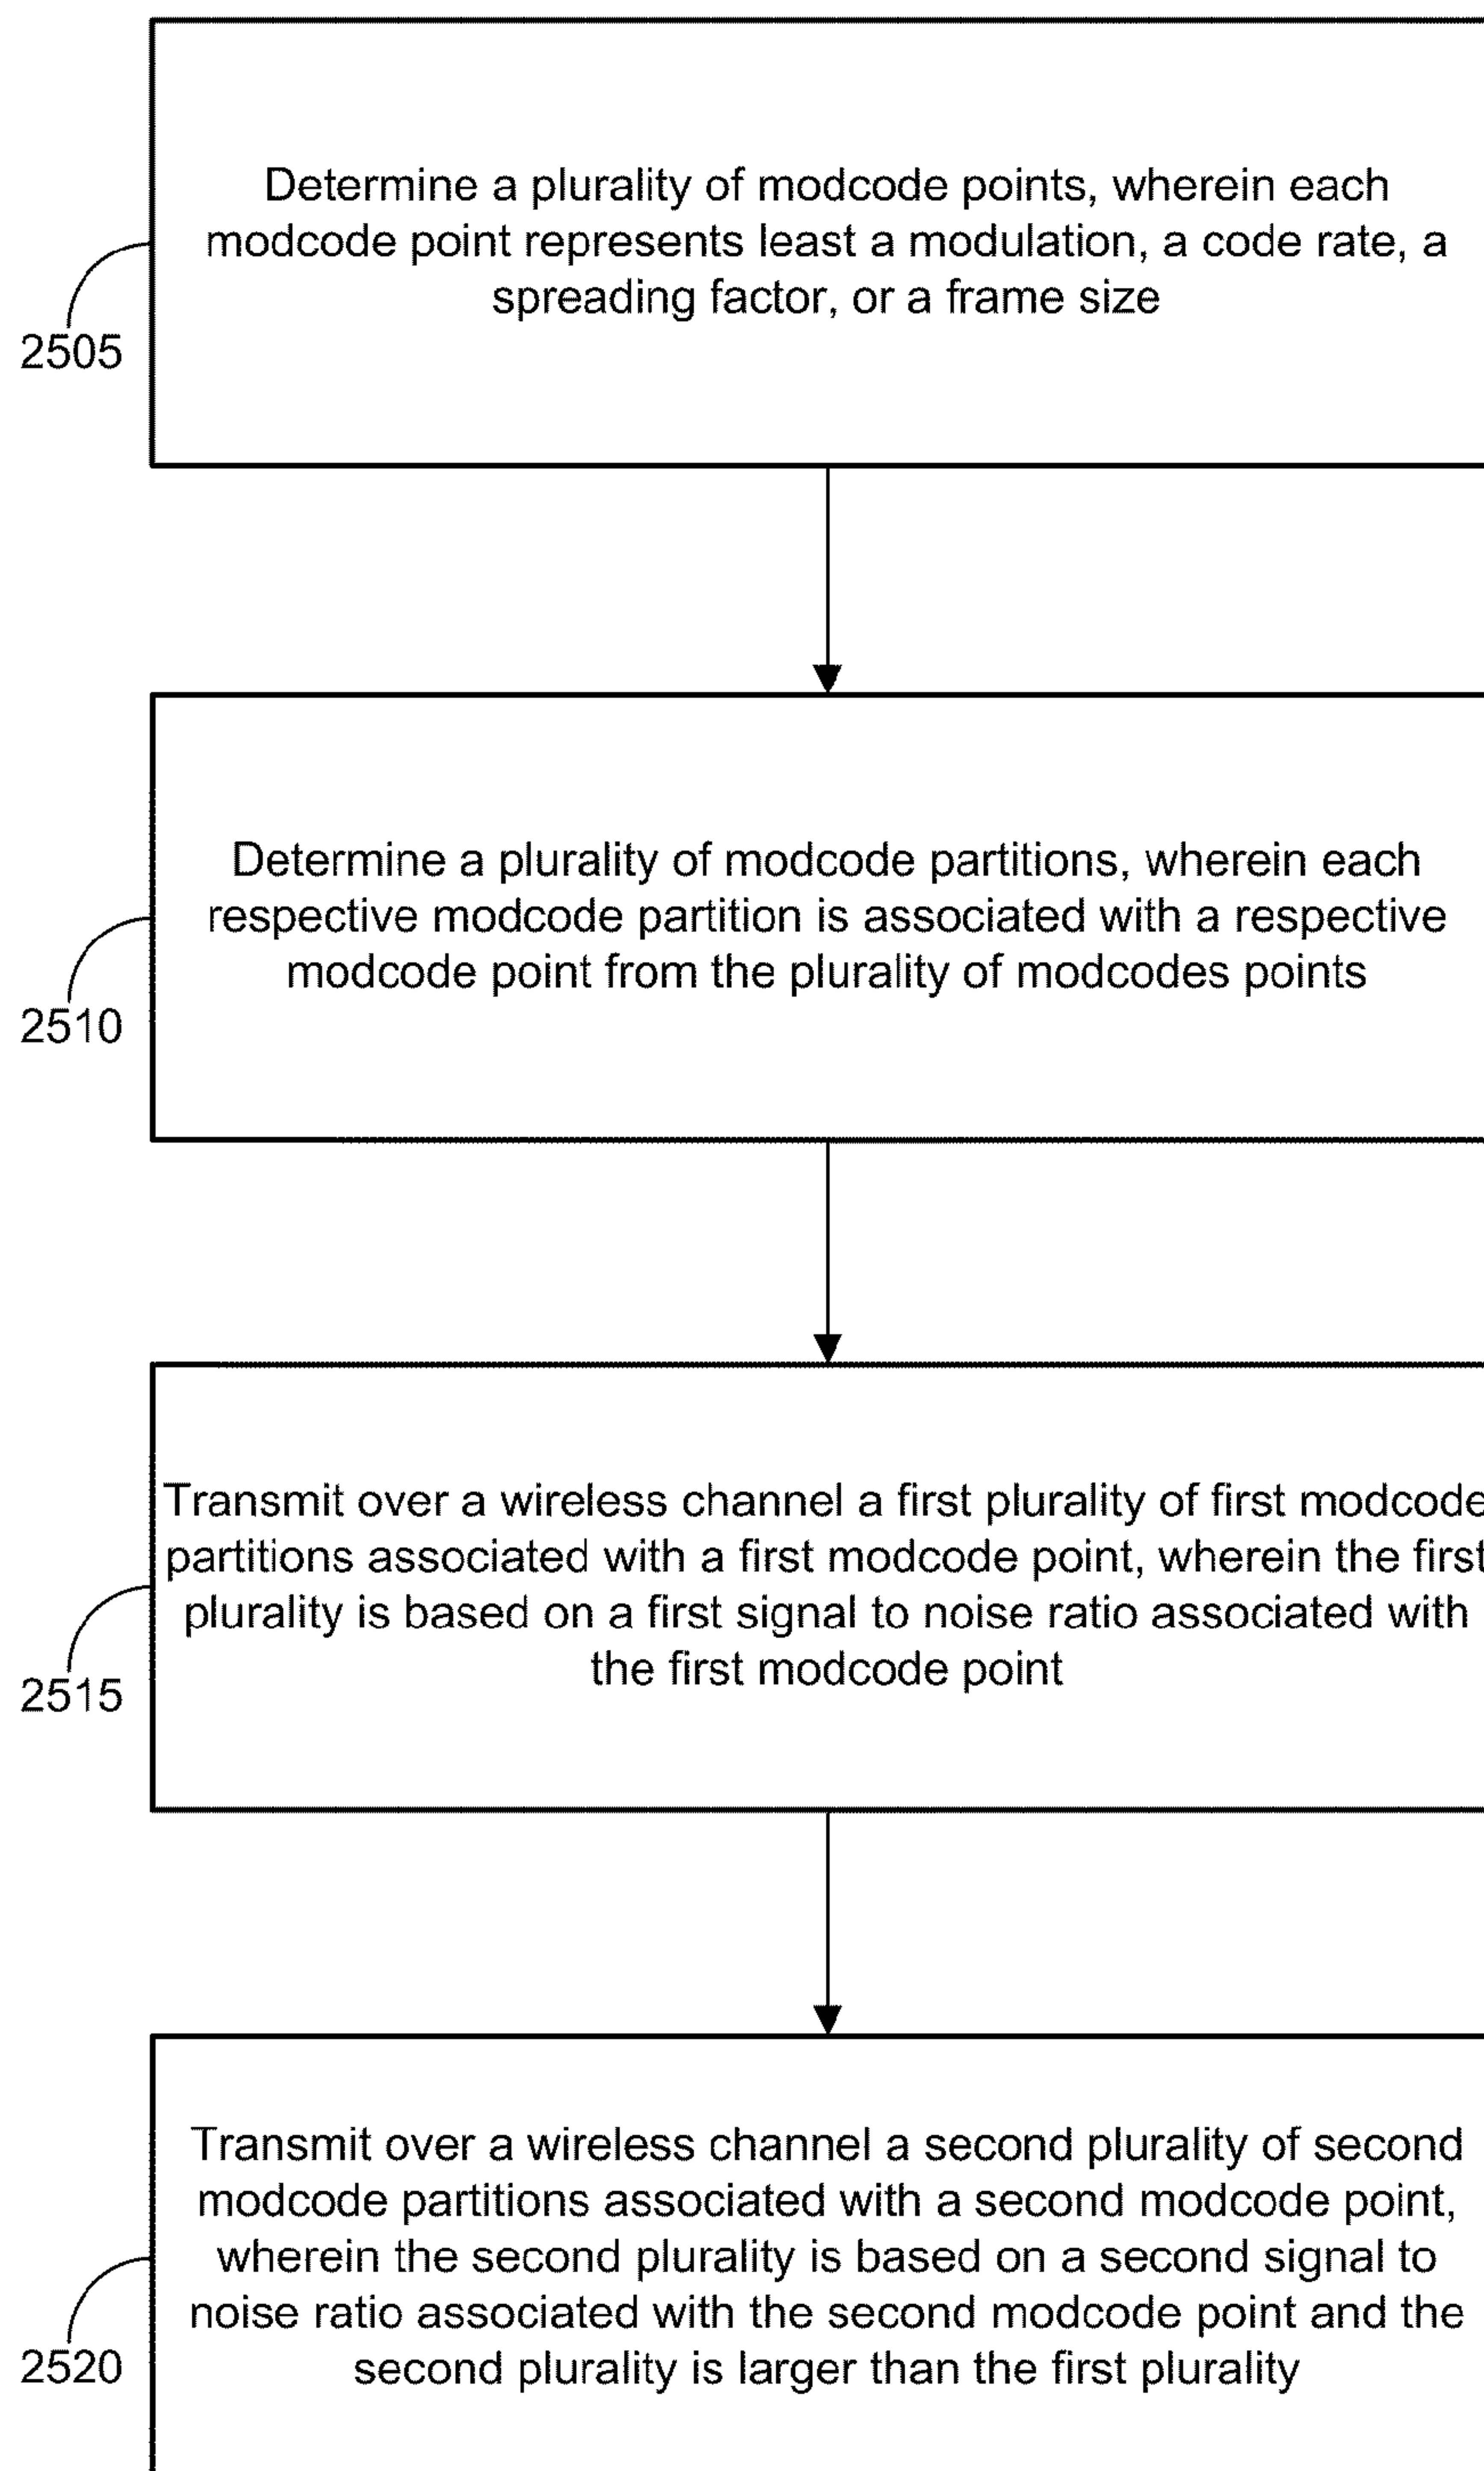 Determine a plurality of modcode points, wherein each
modcode point represents least a modulation, a code rate, a
spreading factor, or a frame size
2505
Determine a plurality of modcode partitions, wherein each
respective modcode partition is associated with a respective
modcode point from the plurality of modcodes points
2510
Transmit over a wireless channel a first plurality of first modcode
partitions associated with a first modcode point, wherein the first
plurality is based on a first signal to noise ratio associated with
the first modcode point
2515
Transmit over a wireless channel a second plurality of second
modcode partitions associated with a second modcode point,
wherein the second plurality is based on a second signal to
noise ratio associated with the second modcode point and the
second plurality is larger than the first plurality
2520